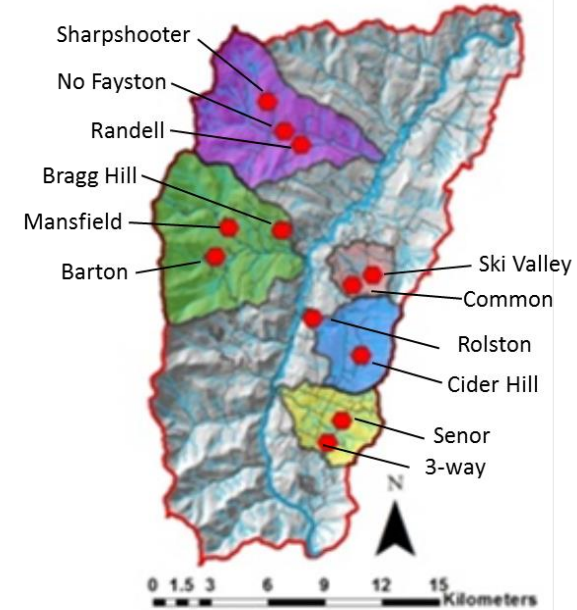 Sharpshooter
No Fayston
Randell
Bragg Hill
Mansfield
Barton
Ski Valley
Common
Rolston
Cider Hill
Senor
3-way
N
0 1.5 3 6 9 12 15
Kilometers